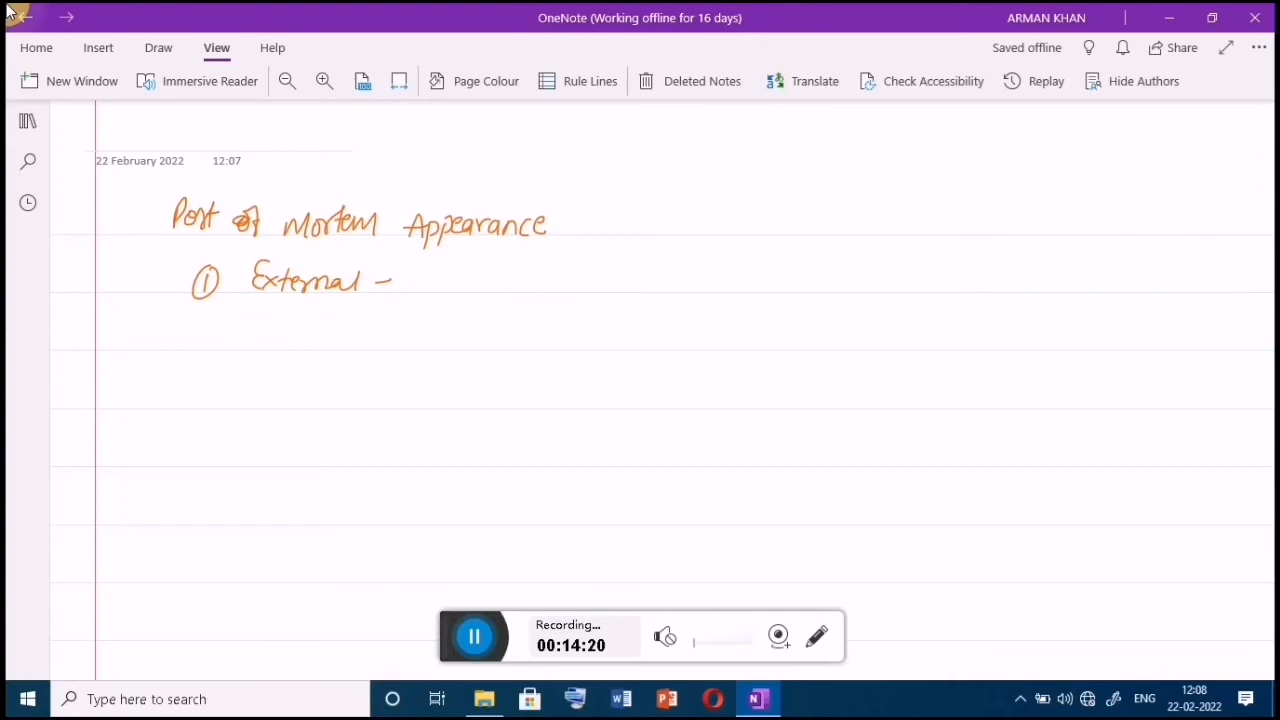 OneNote (Working offline for 16 days)
ARMAN KHAN
Home Insert Draw View Help
Saved offline Share
New Window Immersive Reader Page Colour Rule Lines Deleted Notes Translate Check Accessibility Replay Hide Authors
22 February 2022 12:07
Post Mortem Appearance
① External -
Recording...
00:14:20
Type here to search
ENG
12:08
22-02-2022